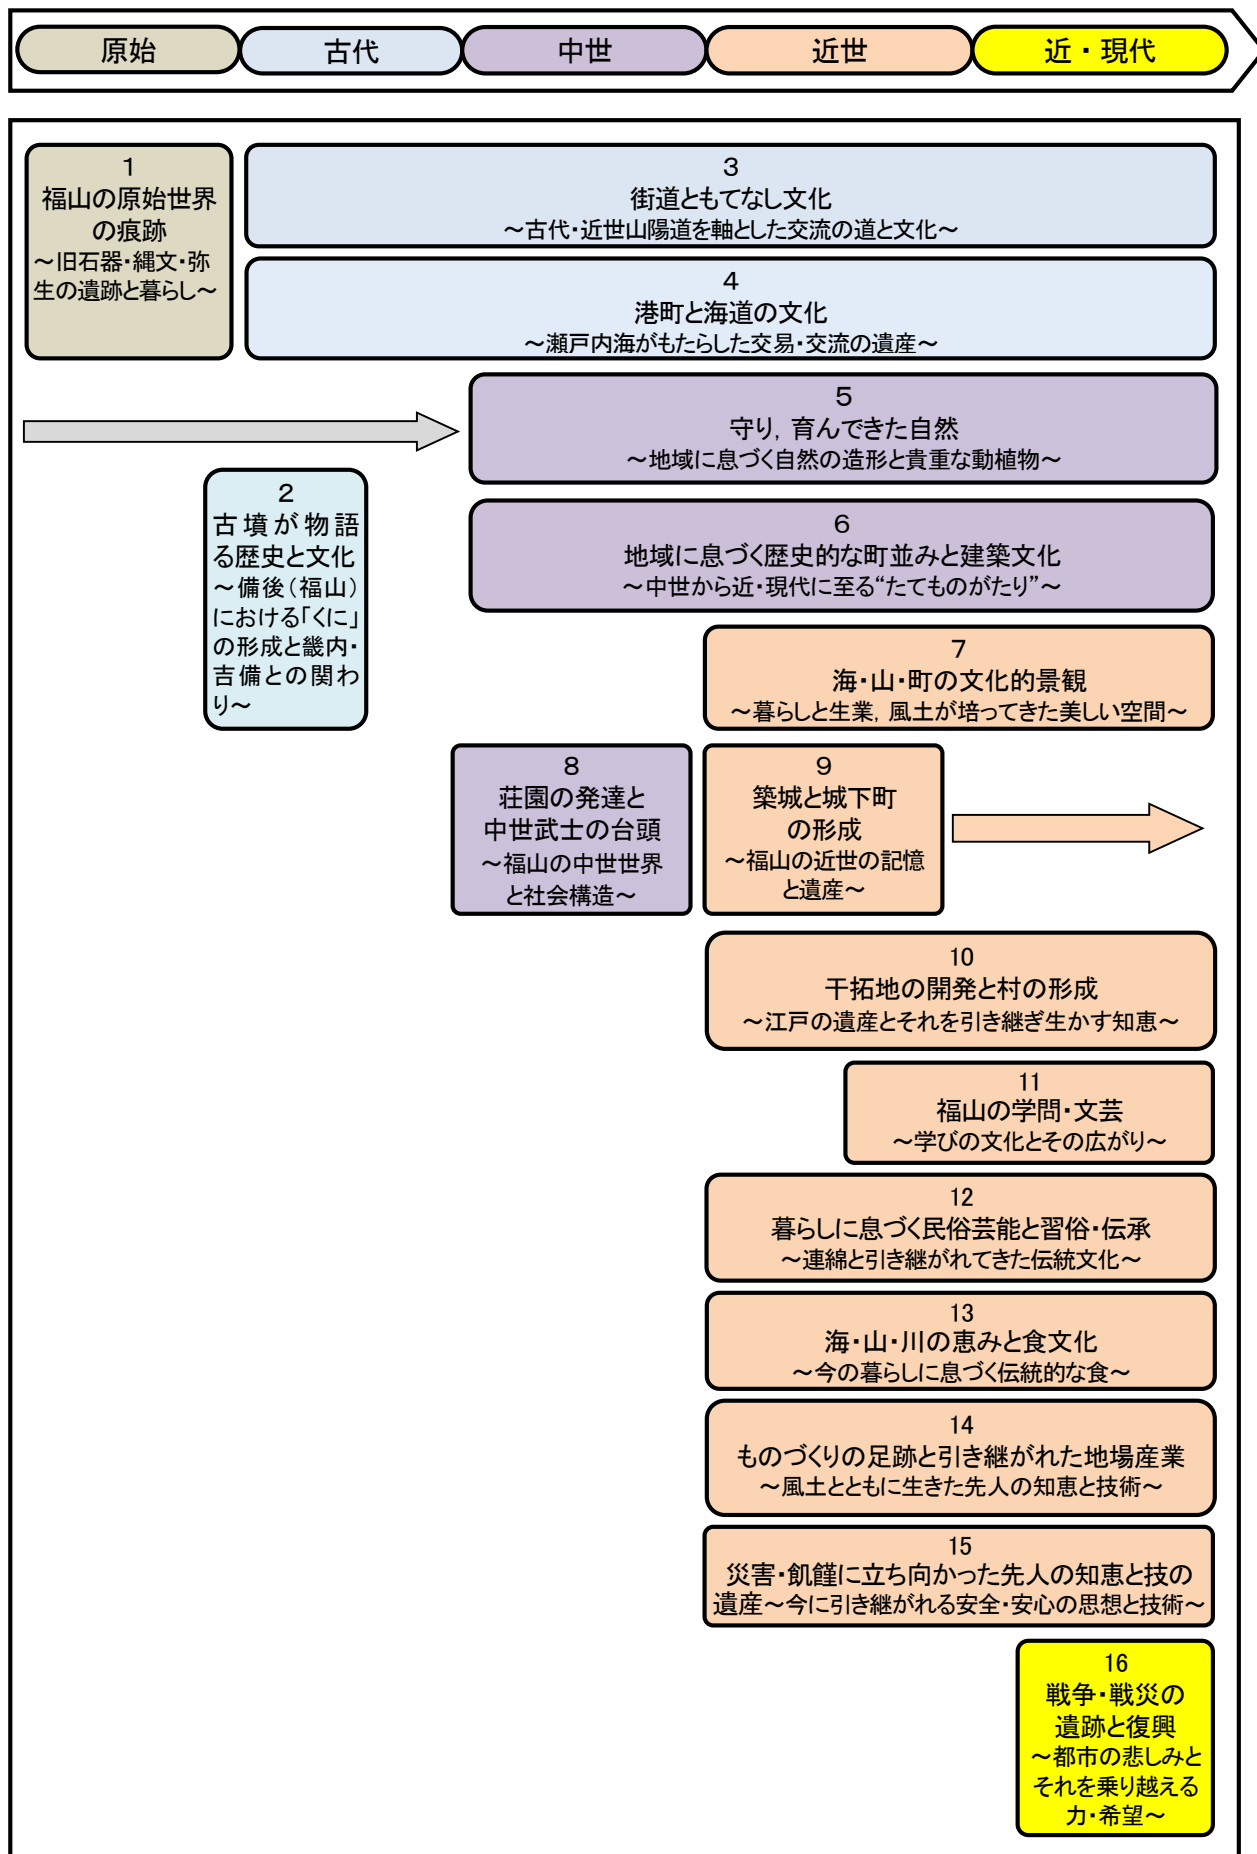 原始
古代
中世
近世
近・現代
1
福山の原始世界
の痕跡
～旧石器・縄文・弥
生の遺跡と暮らし～
3
街道ともてなし文化
～古代・近世山陽道を軸とした交流の道と文化～
4
港町と海道の文化
～瀬戸内海がもたらした交易・交流の遺産～
5
守り，育んできた自然
～地域に息づく自然の造形と貴重な動植物～
2
古墳が物語
る歴史と文化
～備後（福山）
における「くに」
の形成と畿内・
吉備との関わ
り～
6
地域に息づく歴史的な町並みと建築文化
～中世から近・現代に至る“たてものがたり”～
7
海・山・町の文化的景観
～暮らしと生業，風土が培ってきた美しい空間～
8
荘園の発達と
中世武士の台頭
～福山の中世世界
と社会構造～
9
築城と城下町
の形成
～福山の近世の記憶
と遺産～
10
干拓地の開発と村の形成
～江戸の遺産とそれを引き継ぎ生かす知恵～
11
福山の学問・文芸
～学びの文化とその広がり～
12
暮らしに息づく民俗芸能と習俗・伝承
～連綿と引き継がれてきた伝統文化～
13
海・山・川の恵みと食文化
～今の暮らしに息づく伝統的な食～
14
ものづくりの足跡と引き継がれた地場産業
～風土とともに生きた先人の知恵と技術～
15
災害・飢饉に立ち向かった先人の知恵と技の
遺産～今に引き継がれる安全・安心の思想と技術～
16
戦争・戦災の
遺跡と復興
～都市の悲しみと
それを乗り越える
力・希望～